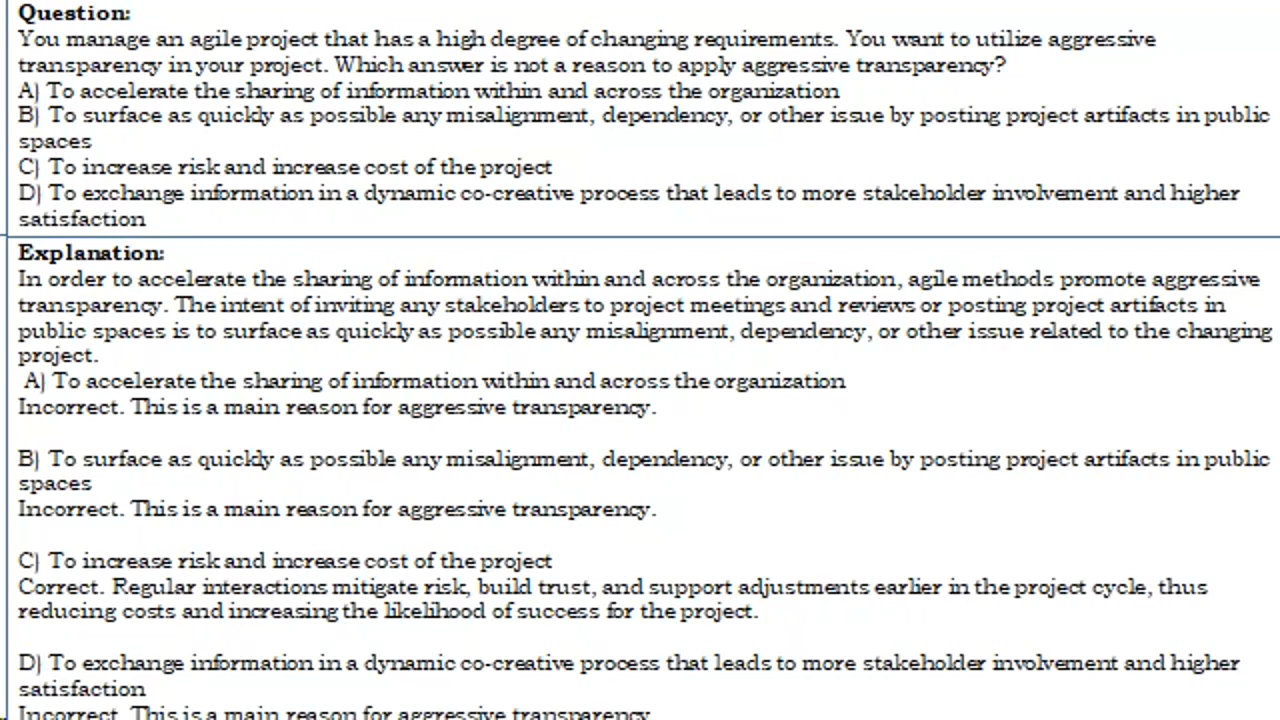 Question:
You manage an agile project that has a high degree of changing requirements. You want to utilize aggressive
transparency in your project. Which answer is not a reason to apply aggressive transparency?
A) To accelerate the sharing of information within and across the organization
B) To surface as quickly as possible any misalignment, dependency, or other issue by posting project artifacts in public
spaces
C) To increase risk and increase cost of the project
D) To exchange information in a dynamic co-creative process that leads to more stakeholder involvement and higher
satisfaction
Explanation:
In order to accelerate the sharing of information within and across the organization, agile methods promote aggressive
transparency. The intent of inviting any stakeholders to project meetings and reviews or posting project artifacts in
public spaces is to surface as quickly as possible any misalignment, dependency, or other issue related to the changing
project.
A) To accelerate the sharing of information within and across the organization
Incorrect. This is a main reason for aggressive transparency.
B) To surface as quickly as possible any misalignment, dependency, or other issue by posting project artifacts in public
spaces
Incorrect. This is a main reason for aggressive transparency.
C) To increase risk and increase cost of the project
Correct. Regular interactions mitigate risk, build trust, and support adjustments earlier in the project cycle, thus
reducing costs and increasing the likelihood of success for the project.
D) To exchange information in a dynamic co-creative process that leads to more stakeholder involvement and higher
satisfaction
Incorrect. This is a main reason for aggressive transparency